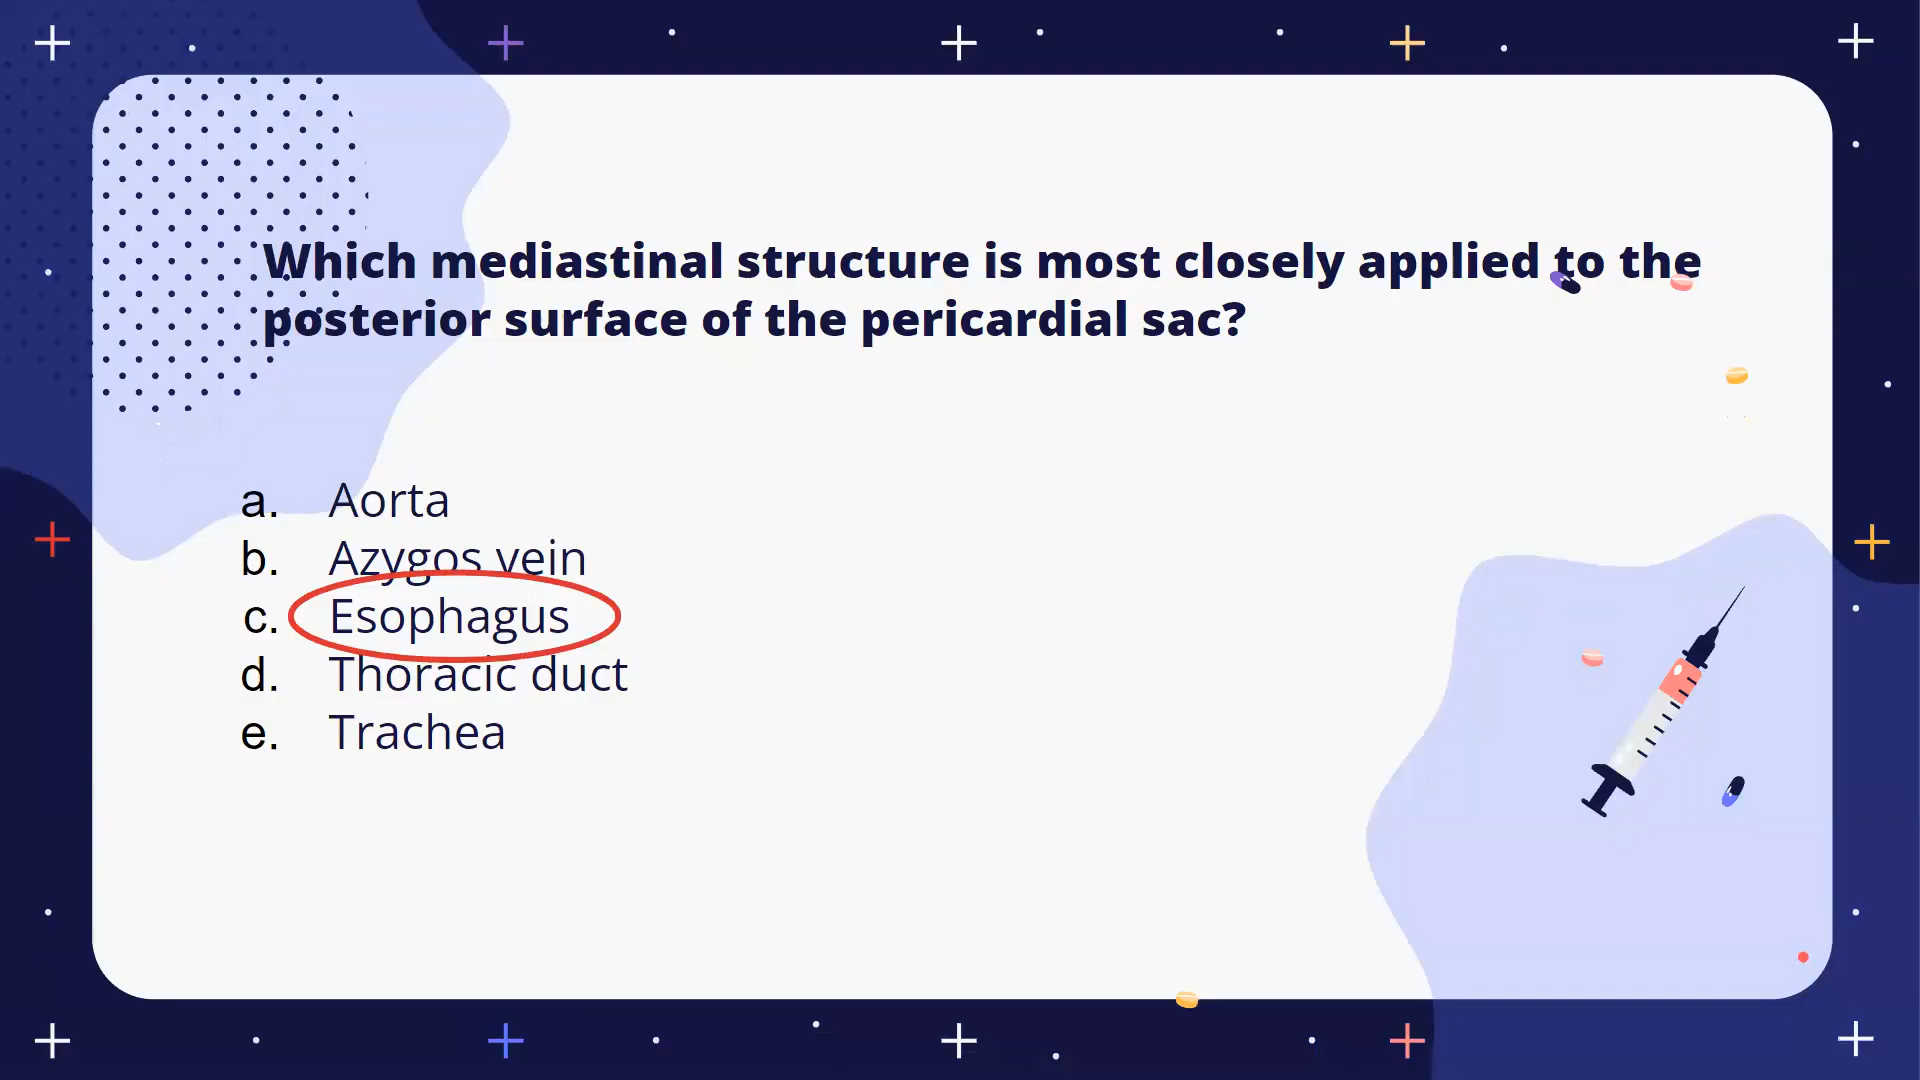 Which mediastinal structure is most closely applied to the
posterior surface of the pericardial sac?
a. Aorta
b. Azygos vein
c. Esophagus
d. Thoracic duct
e. Trachea